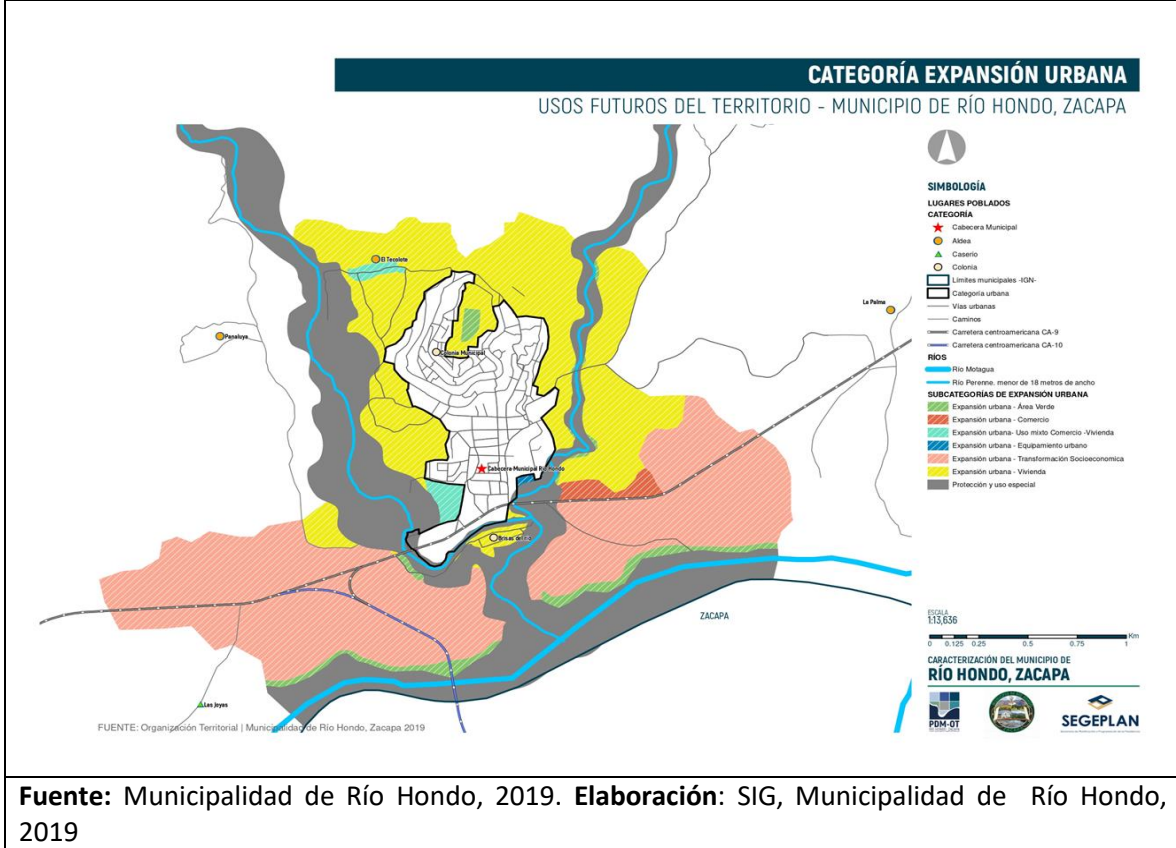 CATEGORÍA EXPANSIÓN URBANA
USOS FUTUROS DEL TERRITORIO - MUNICIPIO DE RÍO HONDO, ZACAPA
SIMBOLOGÍA
LUGARES POBLADOS
CATEGORÍA
Cabecera Municipal
Aldea
Caserio
Colonia
Limites municipales -IGN-
Categoría urbana
Vías urbanas
Caminos
Carretera centroamericana CA-9
Carretera centroamericana CA-10
RÍOS
Río Motagua
Río Perenne. menor de 18 metros de ancho
SUBCATEGORÍAS DE EXPANSIÓN URBANA
Expansión urbana - Área Verde
Expansión urbana - Comercio
Expansión urbana- Uso mixto Comercio -Vivienda
Expansión urbana - Equipamiento urbano
Expansión urbana - Transformación Socioeconomica
Expansión urbana - Vivienda
Protección y uso especial
El Tecolote
La Palma
Panaluya
Colonia Municipal
Cabecera Municipal Río Hondo
Brisas del
ZACAPA
Las Joyas
ESCALA
1:13,636
0 0.125 0.25 0.5 0.75 1 Km
CARACTERIZACIÓN DEL MUNICIPIO DE
RÍO HONDO, ZACAPA
PDM-OT
SEGEPLAN
FUENTE: Organización Territorial | Municipalidad de Río Hondo, Zacapa 2019
Fuente: Municipalidad de Río Hondo, 2019. Elaboración: SIG, Municipalidad de Río Hondo,
2019